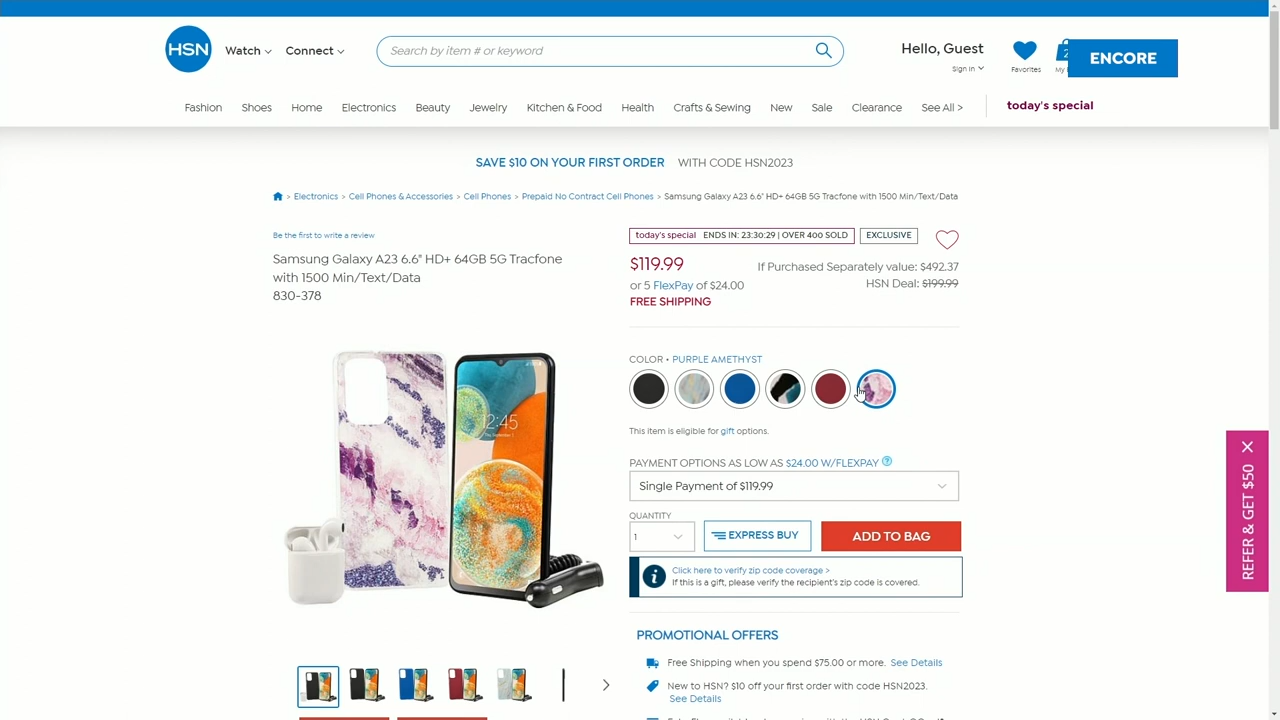 HSN
Watch
Connect
Search by item # or keyword
Hello, Guest
Sign in
Favorites
My
ENCORE
Fashion
Shoes
Home
Electronics
Beauty
Jewelry
Kitchen & Food
Health
Crafts & Sewing
New
Sale
Clearance
See All >
today's special
SAVE $10 ON YOUR FIRST ORDER WITH CODE HSN2023
Electronics > Cell Phones & Accessories > Cell Phones > Prepaid No Contract Cell Phones > Samsung Galaxy A23 6.6" HD+ 64GB 5G Tracfone with 1500 Min/Text/Data
Be the first to write a review
Samsung Galaxy A23 6.6" HD+ 64GB 5G Tracfone
with 1500 Min/Text/Data
830-378
today's special ENDS IN: 23:30:29 | OVER 400 SOLD
EXCLUSIVE
$119.99
If Purchased Separately value: $492.37
or 5 FlexPay of $24.00
HSN Deal: $199.99
FREE SHIPPING
COLOR • PURPLE AMETHYST
This item is eligible for gift options.
PAYMENT OPTIONS AS LOW AS $24.00 W/FLEXPAY ?
Single Payment of $119.99
QUANTITY
1
EXPRESS BUY
ADD TO BAG
Click here to verify zip code coverage >
If this is a gift, please verify the recipient's zip code is covered.
12:45
PROMOTIONAL OFFERS
Free Shipping when you spend $75.00 or more. See Details
New to HSN? $10 off your first order with code HSN2023.
See Details
REFER & GET $50